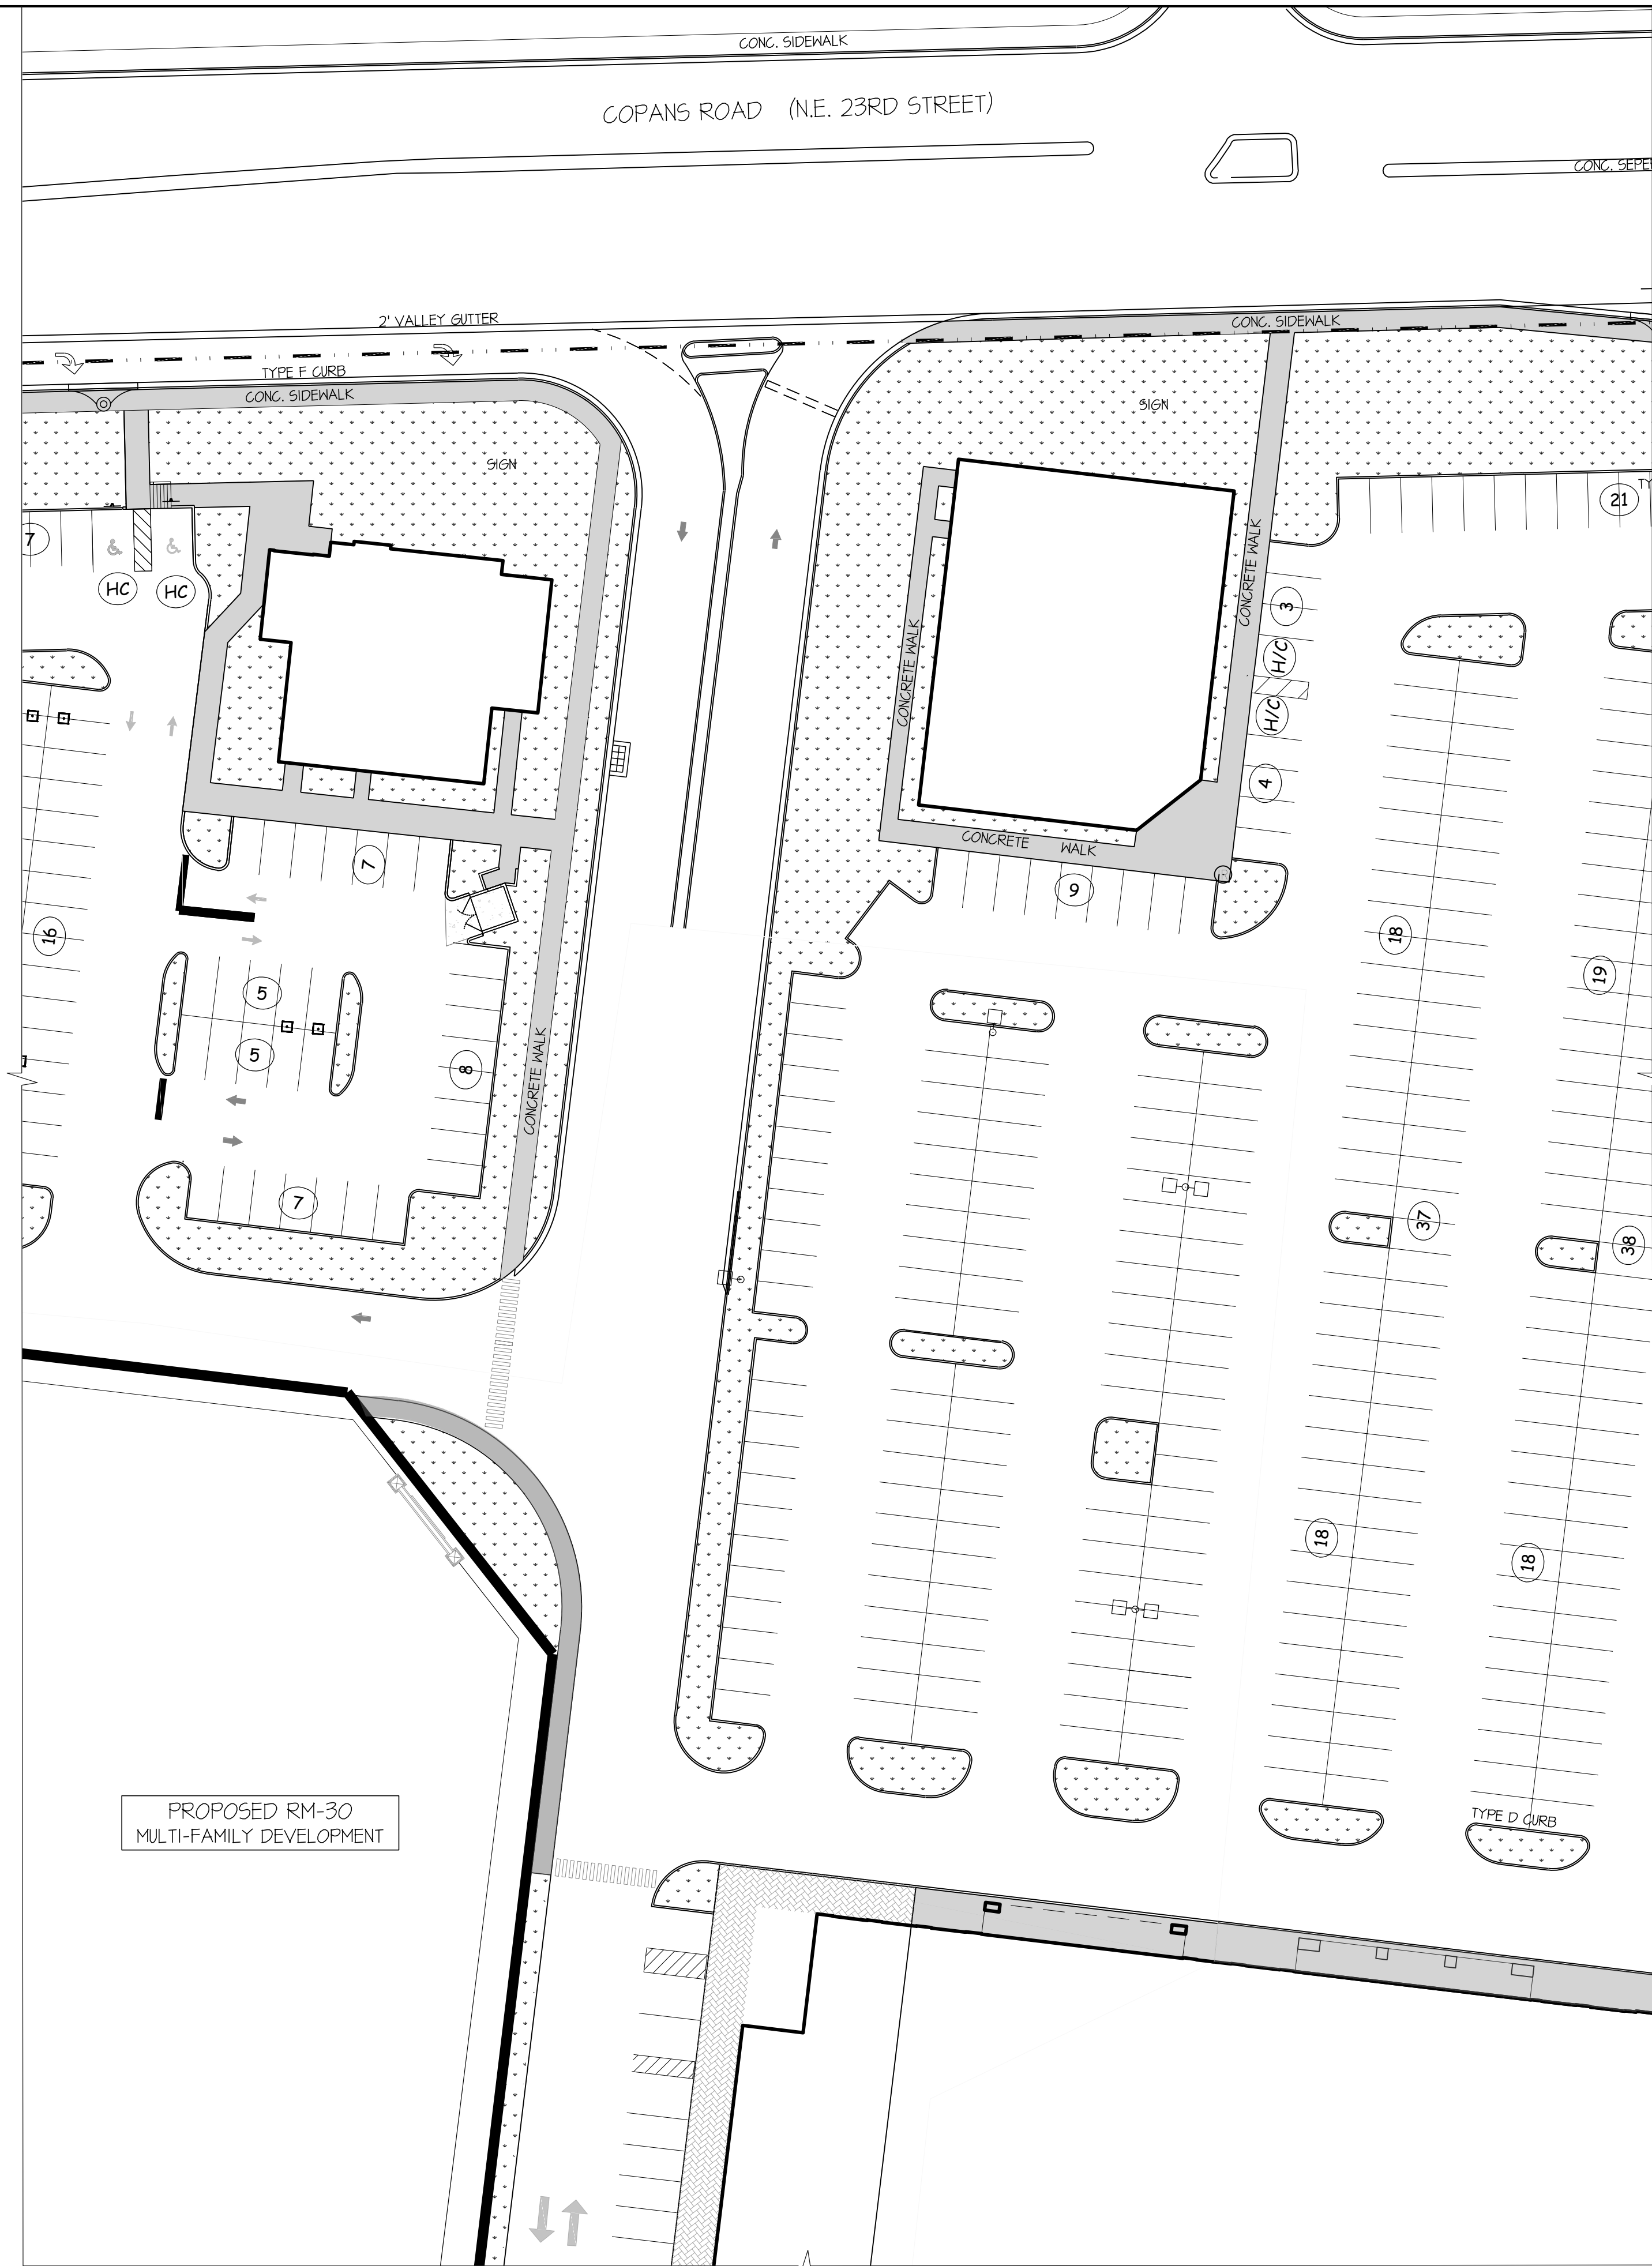 CONC. SIDEWALK
COPANS ROAD (N.E. 23RD STREET)
2' VALLEY GUTTER
CONC. SIDEWALK
TYPE F CURB
CONC. SIDEWALK
SIGN
SIGN
21
7
HC
HC
3
CONCRETE WALK
H/C
CONCRETE WALK
H/C
4
CONCRETE WALK
7
9
16
18
19
5
5
8
CONCRETE WALK
7
37
38
18
18
PROPOSED RM-30
MULTI-FAMILY DEVELOPMENT
TYPE D CURB